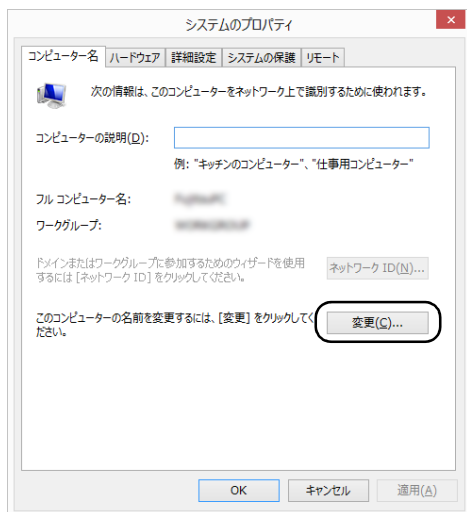 システムのプロパティ
コンピューター名 ハードウェア 詳細設定 システムの保護 リモート
次の情報は、このコンピューターをネットワーク上で識別するために使われます。
コンピューターの説明(D):
例: "キッチンのコンピューター"、"仕事用コンピューター"
フル コンピューター名:
ワークグループ:
ドメインまたはワークグループに参加するためのウィザードを使用
するには [ネットワーク ID] をクリックしてください。
ネットワーク ID(N)...
このコンピューターの名前を変更するには、[変更] をクリックしてく
ださい。
変更(C)...
OK キャンセル 適用(A)